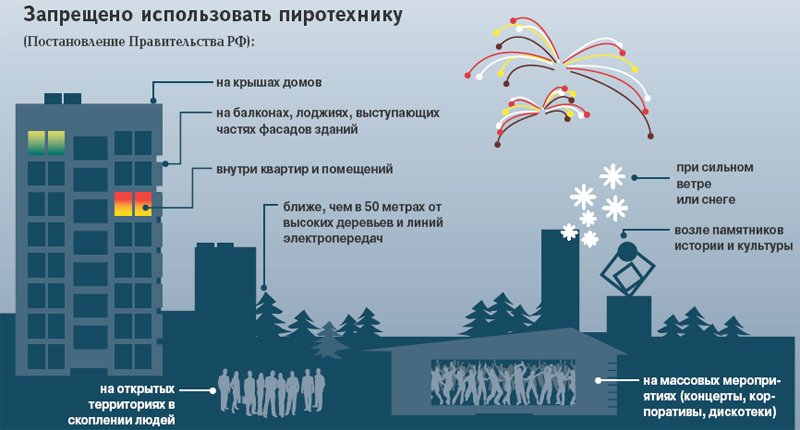 Запрещено использовать пиротехнику
(Постановление Правительства РФ):
на крышах домов
на балконах, лоджиях, выступающих
частях фасадов зданий
внутри квартир и помещений
ближе, чем в 50 метрах от
высоких деревьев и линий
электропередач
при сильном
ветре
или снеге
возле памятников
истории и культуры
на открытых
территориях в
скоплении людей
на массовых меропри-
ятиях (концерты, кор-
поративы, дискотеки)